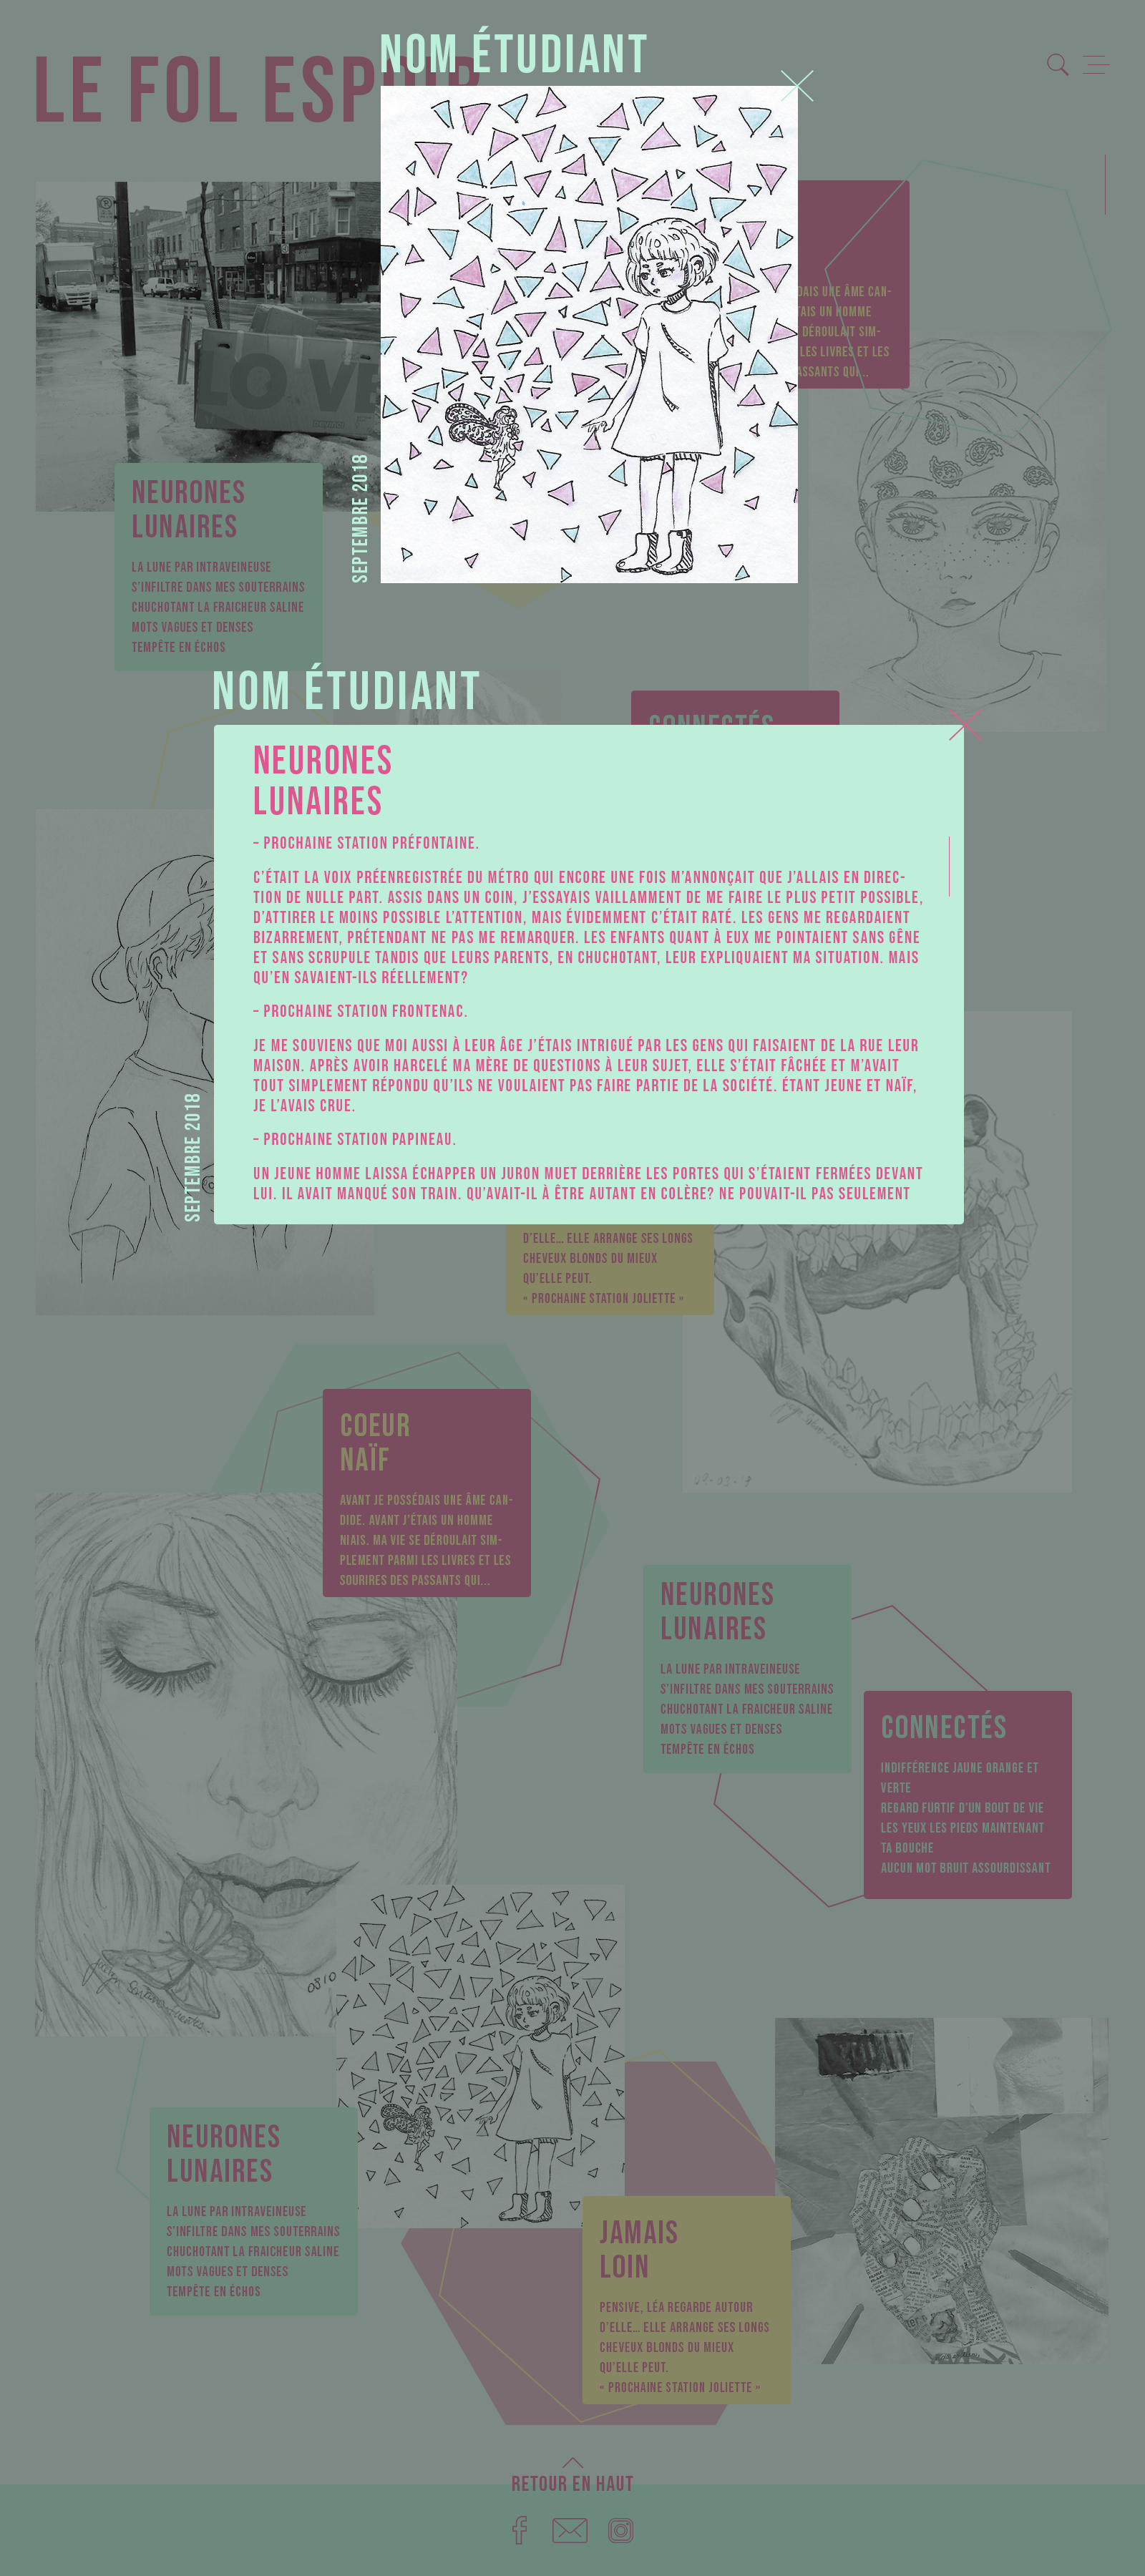 NOM ÉTUDIANT
LE FOL ESPOIR
LOVE
SEPTEMBRE 2018
NEURONES
LUNAIRES
LA LUNE PAR INTRAVEINEUSE
S'INFILTRE DANS MES SOUTERRAINS
CHUCHOTANT LA FRAICHEUR SALINE
MOTS VAGUES ET DENSES
TEMPÊTE EN ÉCHOS
UNE ÂME CAN-
UN HOMME
DÉROULAIT SIM-
LES LIVRES ET LES
PASSANTS QUI...
NOM ÉTUDIANT
CONNECTÉS
NEURONES
LUNAIRES
– PROCHAINE STATION PRÉFONTAINE.
C'ÉTAIT LA VOIX PRÉENREGISTRÉE DU MÉTRO QUI ENCORE UNE FOIS M'ANNONÇAIT QUE J'ALLAIS EN DIREC-
TION DE NULLE PART. ASSIS DANS UN COIN, J'ESSAYAIS VAILLAMMENT DE ME FAIRE LE PLUS PETIT POSSIBLE,
D'ATTIRER LE MOINS POSSIBLE L'ATTENTION, MAIS ÉVIDEMMENT C'ÉTAIT RATÉ. LES GENS ME REGARDAIENT
BIZARREMENT, PRÉTENDANT NE PAS ME REMARQUER. LES ENFANTS QUANT À EUX ME POINTAIENT SANS GÊNE
ET SANS SCRUPULE TANDIS QUE LEURS PARENTS, EN CHUCHOTANT, LEUR EXPLIQUAIENT MA SITUATION. MAIS
QU'EN SAVAIENT-ILS RÉELLEMENT?
– PROCHAINE STATION FRONTENAC.
JE ME SOUVIENS QUE MOI AUSSI À LEUR ÂGE J'ÉTAIS INTRIGUÉ PAR LES GENS QUI FAISAIENT DE LA RUE LEUR
MAISON. APRÈS AVOIR HARCELÉ MA MÈRE DE QUESTIONS À LEUR SUJET, ELLE S'ÉTAIT FÂCHÉE ET M'AVAIT
TOUT SIMPLEMENT RÉPONDU QU'ILS NE VOULAIENT PAS FAIRE PARTIE DE LA SOCIÉTÉ. ÉTANT JEUNE ET NAÏF,
JE L'AVAIS CRUE.
– PROCHAINE STATION PAPINEAU.
UN JEUNE HOMME LAISSA ÉCHAPPER UN JURON MUET DERRIÈRE LES PORTES QUI S'ÉTAIENT FERMÉES DEVANT
LUI. IL AVAIT MANQUÉ SON TRAIN. QU'AVAIT-IL À ÊTRE AUTANT EN COLÈRE? NE POUVAIT-IL PAS SEULEMENT
SEPTEMBRE 2018
D'ELLE... ELLE ARRANGE SES LONGS
CHEVEUX BLONDS DU MIEUX
QU'ELLE PEUT.
« PROCHAINE STATION JOLIETTE »
COEUR
NAÏF
AVANT JE POSSÉDAIS UNE ÂME CAN-
DIDE. AVANT J'ÉTAIS UN HOMME
NIAIS. MA VIE SE DÉROULAIT SIM-
PLEMENT PARMI LES LIVRES ET LES
SOURIRES DES PASSANTS QUI...
NEURONES
LUNAIRES
LA LUNE PAR INTRAVEINEUSE
S'INFILTRE DANS MES SOUTERRAINS
CHUCHOTANT LA FRAICHEUR SALINE
MOTS VAGUES ET DENSES
TEMPÊTE EN ÉCHOS
CONNECTÉS
INDIFFÉRENCE JAUNE ORANGE ET
VERTE
REGARD FURTIF D'UN BOUT DE VIE
LES YEUX LES PIEDS MAINTENANT
TA BOUCHE
AUCUN MOT BRUIT ASSOURDISSANT
NEURONES
LUNAIRES
LA LUNE PAR INTRAVEINEUSE
S'INFILTRE DANS MES SOUTERRAINS
CHUCHOTANT LA FRAICHEUR SALINE
MOTS VAGUES ET DENSES
TEMPÊTE EN ÉCHOS
JAMAIS
LOIN
PENSIVE, LÉA REGARDE AUTOUR
D'ELLE... ELLE ARRANGE SES LONGS
CHEVEUX BLONDS DU MIEUX
QU'ELLE PEUT.
« PROCHAINE STATION JOLIETTE »
RETOUR EN HAUT